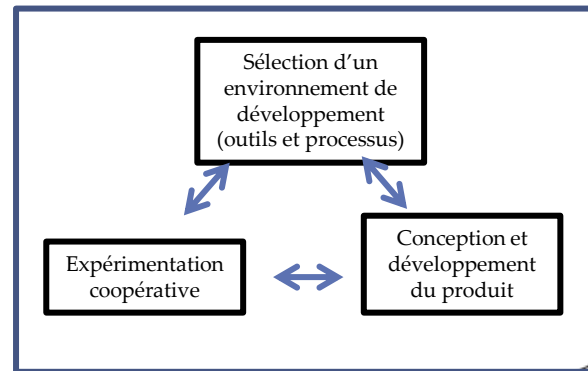 Sélection d’un
environnement de
développement
(outils et processus)
Expérimentation
coopérative
Conception et
développement
du produit